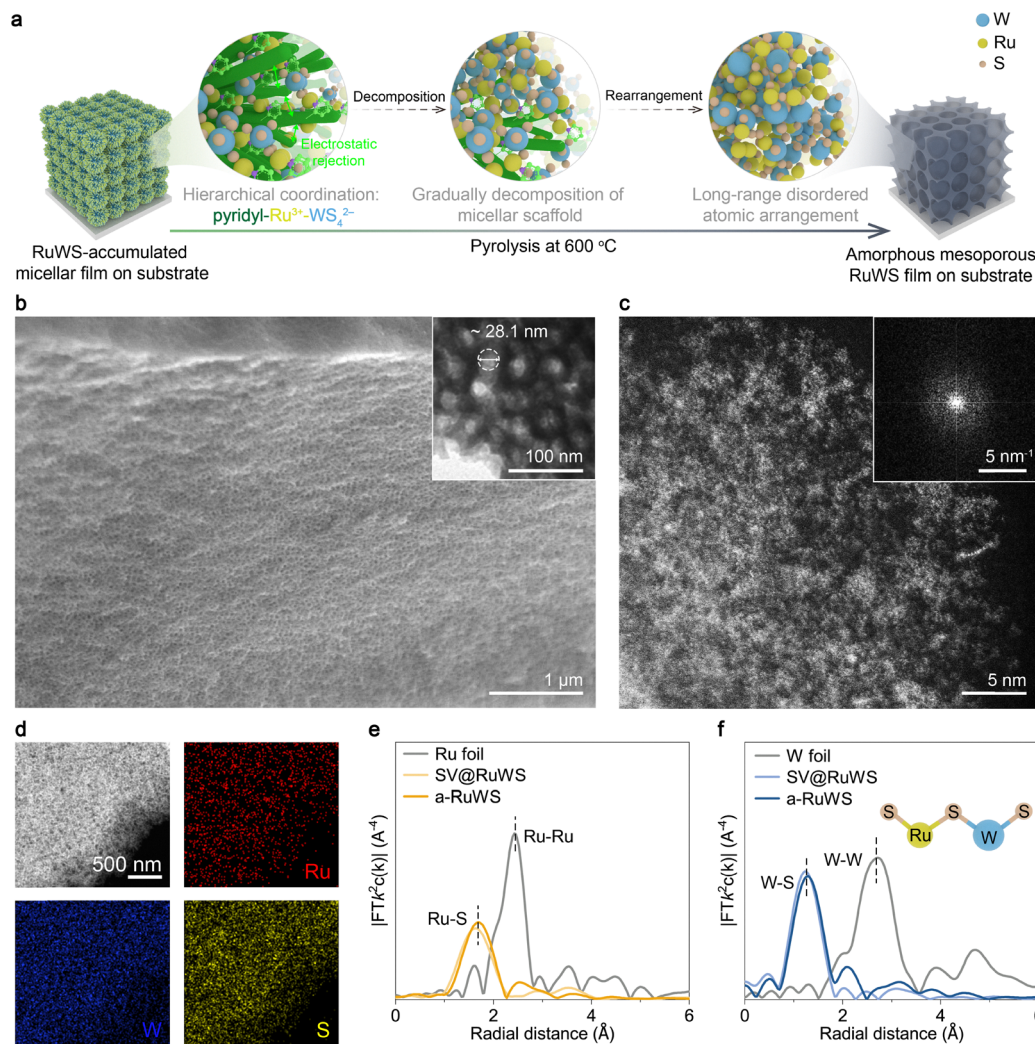 a
W
Ru
S
Decomposition
Rearrangement
Electrostatic
rejection
Hierarchical coordination:
pyridyl-Ru³⁺-WS₄²⁻
Gradually decomposition of
micellar scaffold
Long-range disordered
atomic arrangement
Pyrolysis at 600 °C
RuWS-accumulated
micellar film on substrate
Amorphous mesoporous
RuWS film on substrate
b
~ 28.1 nm
100 nm
1 µm
c
5 nm⁻¹
5 nm
d
500 nm
Ru
W
S
e
Ru foil
SV@RuWS
a-RuWS
Ru-Ru
Ru-S
|FTk²c(k)| (A⁻⁴)
0 2 4 6
Radial distance (Å)
f
W foil
SV@RuWS
a-RuWS
S S S
Ru W
W-W
W-S
|FTk²c(k)| (A⁻⁴)
0 2 4 6
Radial distance (Å)